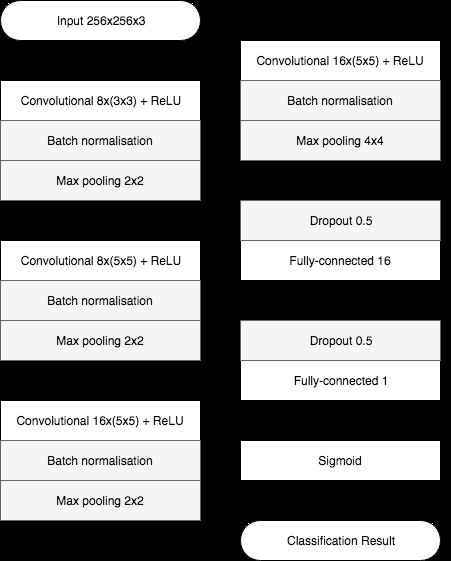 Input 256x256x3
Convolutional 8x(3x3) + ReLU
Batch normalisation
Max pooling 2x2
Convolutional 8x(5x5) + ReLU
Batch normalisation
Max pooling 2x2
Convolutional 16x(5x5) + ReLU
Batch normalisation
Max pooling 2x2
Convolutional 16x(5x5) + ReLU
Batch normalisation
Max pooling 4x4
Dropout 0.5
Fully-connected 16
Dropout 0.5
Fully-connected 1
Sigmoid
Classification Result